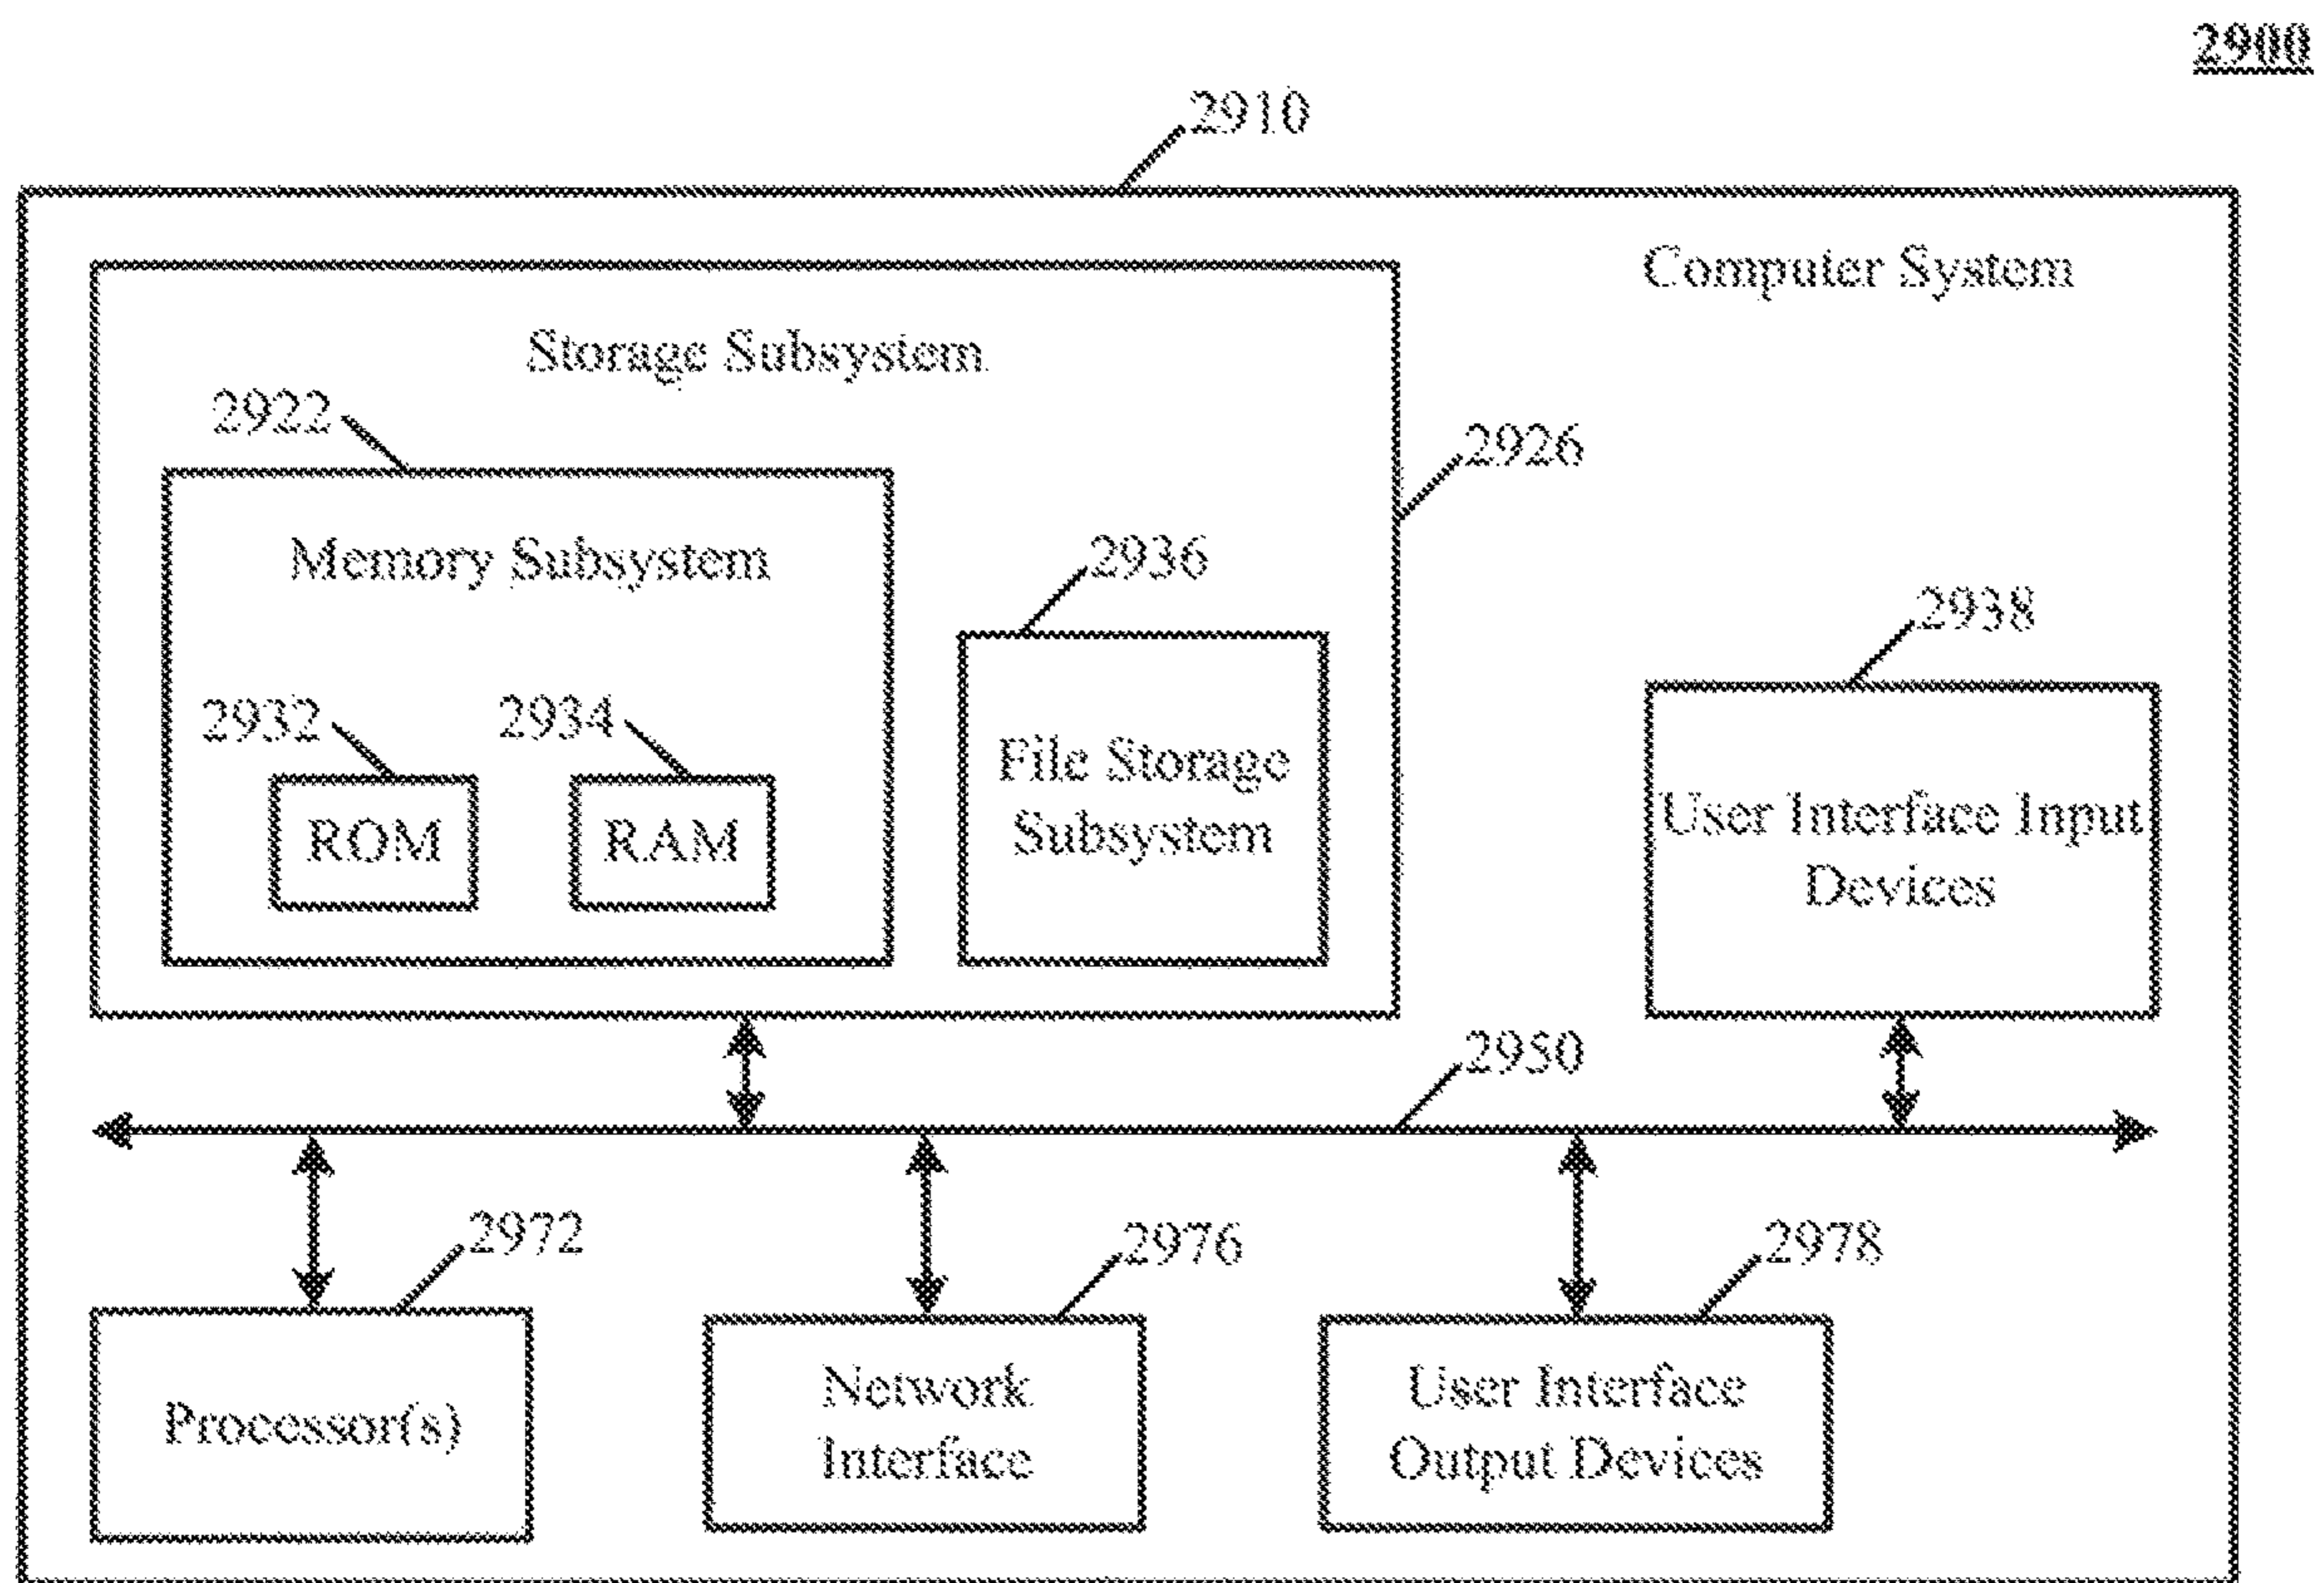 2900
2910
Computer System
Storage Subsystem
2922
2926
Memory Subsystem
2936
2938
2932
2934
File Storage
Subsystem
User Interface Input
Devices
ROM
RAM
2950
2972
2976
2978
Processor(s)
Network
Interface
User Interface
Output Devices